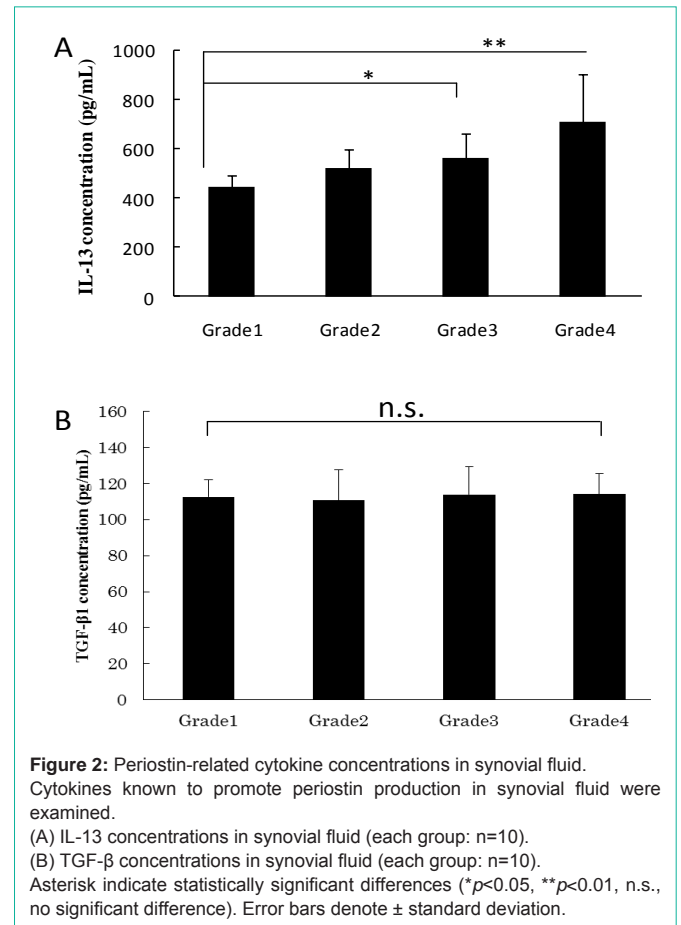 A
1000
**
*
800
600
400
200
0
IL-13 concentration (pg/mL)
Grade1 Grade2 Grade3 Grade4
B
160
n.s.
140
120
100
80
60
40
20
0
TGF-β1 concentration (pg/mL)
Grade1 Grade2 Grade3 Grade4
Figure 2: Periostin-related cytokine concentrations in synovial fluid.
Cytokines known to promote periostin production in synovial fluid were
examined.
(A) IL-13 concentrations in synovial fluid (each group: n=10).
(B) TGF-β concentrations in synovial fluid (each group: n=10).
Asterisk indicate statistically significant differences (*p<0.05, **p<0.01, n.s.,
no significant difference). Error bars denote ± standard deviation.